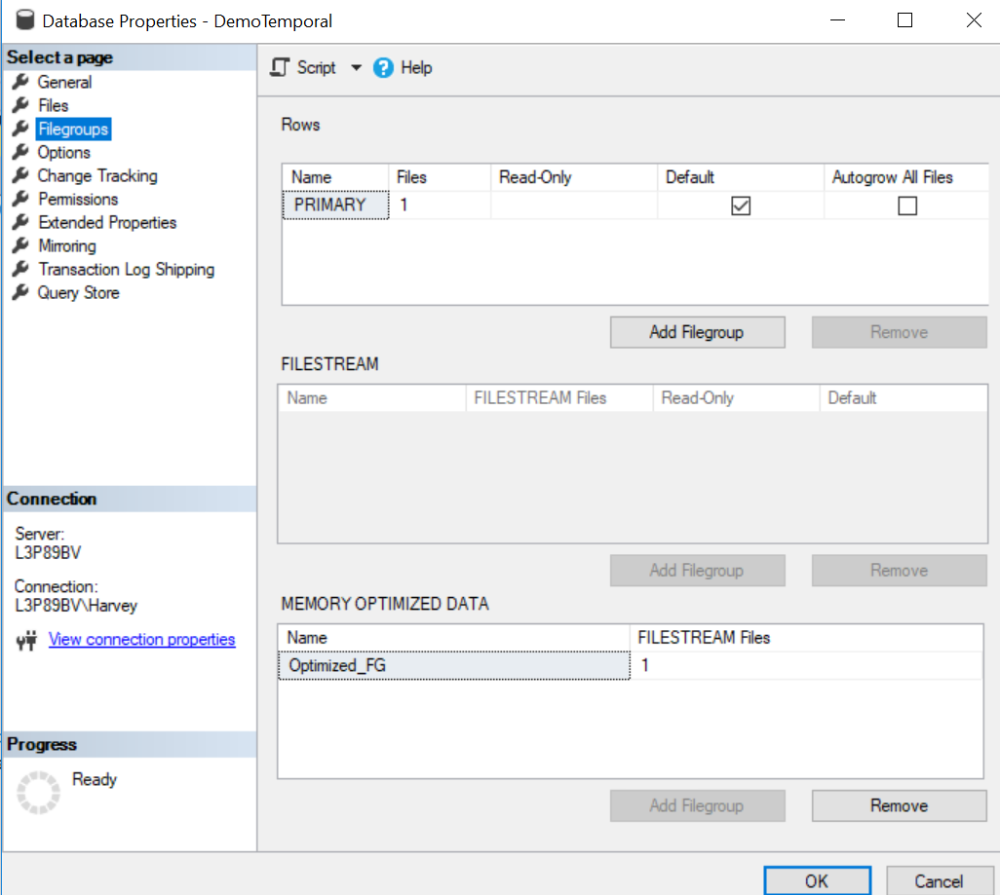 Database Properties - DemoTemporal
Select a page
General
Files
Filegroups
Options
Change Tracking
Permissions
Extended Properties
Mirroring
Transaction Log Shipping
Query Store
Connection
Server:
L3P89BV
Connection:
L3P89BV\Harvey
View connection properties
Progress
Ready
Script ? Help
Rows
Name Files Read-Only Default Autogrow All Files
PRIMARY 1
Add Filegroup Remove
FILESTREAM
Name FILESTREAM Files Read-Only Default
Add Filegroup Remove
MEMORY OPTIMIZED DATA
Name FILESTREAM Files
Optimized_FG 1
Add Filegroup Remove
OK Cancel